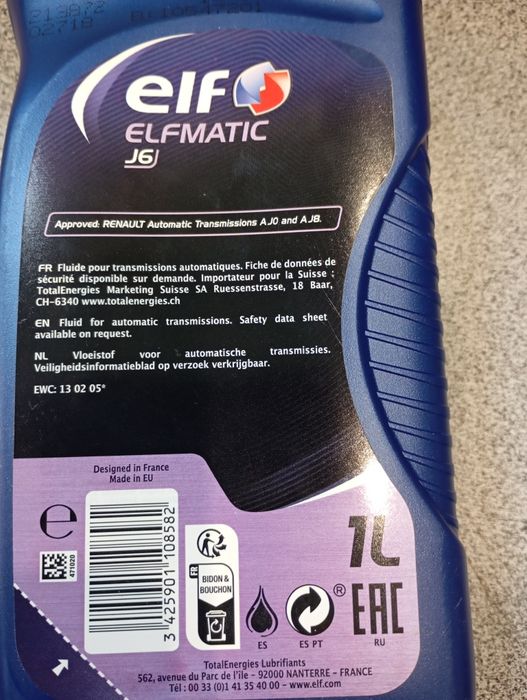 213872
02718
elf
ELFMATIC
J6
Approved: RENAULT Automatic Transmissions AJ0 and AJ8.
FR Fluide pour transmissions automatiques. Fiche de données de
sécurité disponible sur demande. Importateur pour la Suisse :
TotalEnergies Marketing Suisse SA Ruessenstrasse, 18 Baar,
CH-6340 www.totalenergies.ch
EN Fluid for automatic transmissions. Safety data sheet
available on request.
NL Vloeistof voor automatische transmissies.
Veiligheidsinformatieblad op verzoek verkrijgbaar.
EWC: 13 02 05*
Designed in France
Made in EU
e
471020
3 425901 108582
FR
BIDON &
BOUCHON
1L
®
EAC
ES
ES PT
RU
TotalEnergies Lubrifiants
562, avenue du Parc de l'île - 92000 NANTERRE - FRANCE
Tél : 00 33 (0)1 41 35 40 00 - www.elf.com